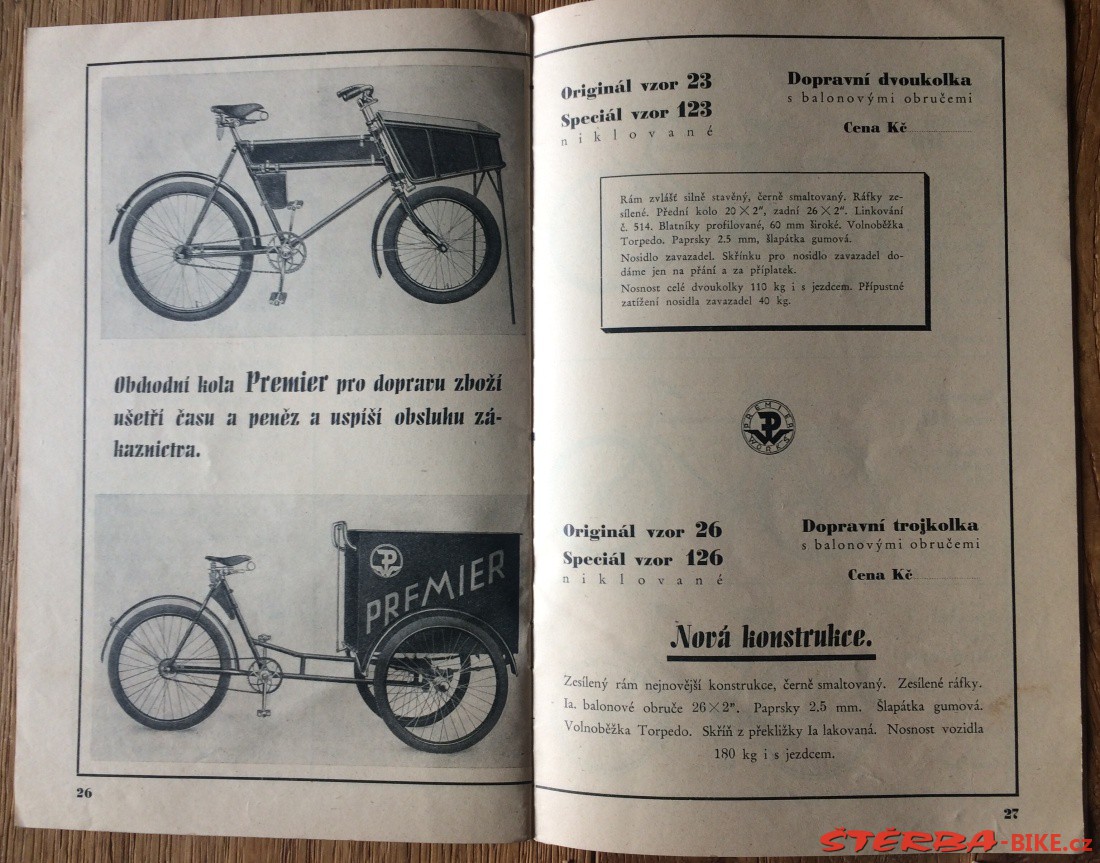 Obchodní kola Premier pro dopravu zboží
ušetří času a peněz a uspíší obsluhu zá-
kaznictva.
PREMIER
26
Originál vzor 23
Speciál vzor 123
niklované
Dopravní dvoukolka
s balonovými obručemi
Cena Kč
Rám zvlášť silně stavěný, černě smaltovaný. Ráfky ze-
sílené. Přední kolo 20×2", zadní 26×2". Linkování
č. 514. Blatníky profilované, 60 mm široké. Volnoběžka
Torpedo. Paprsky 2.5 mm, šlapátka gumová.
Nosidlo zavazadel. Skřínku pro nosidlo zavazadel do-
dáme jen na přání a za příplatek.
Nosnost celé dvoukolky 110 kg i s jezdcem. Přípustné
zatížení nosidla zavazadel 40 kg.
PREMIER
WORKS
Originál vzor 26
Speciál vzor 126
niklované
Dopravní trojkolka
s balonovými obručemi
Cena Kč
Nová konstrukce.
Zesílený rám nejnovější konstrukce, černě smaltovaný. Zesílené ráfky.
Ia. balonové obruče 26×2". Paprsky 2,5 mm. Šlapátka gumová.
Volnoběžka Torpedo. Skříň z překližky Ia lakovaná. Nosnost vozidla
180 kg i s jezdcem.
27
ŠTĚRBA-BIKE.cz